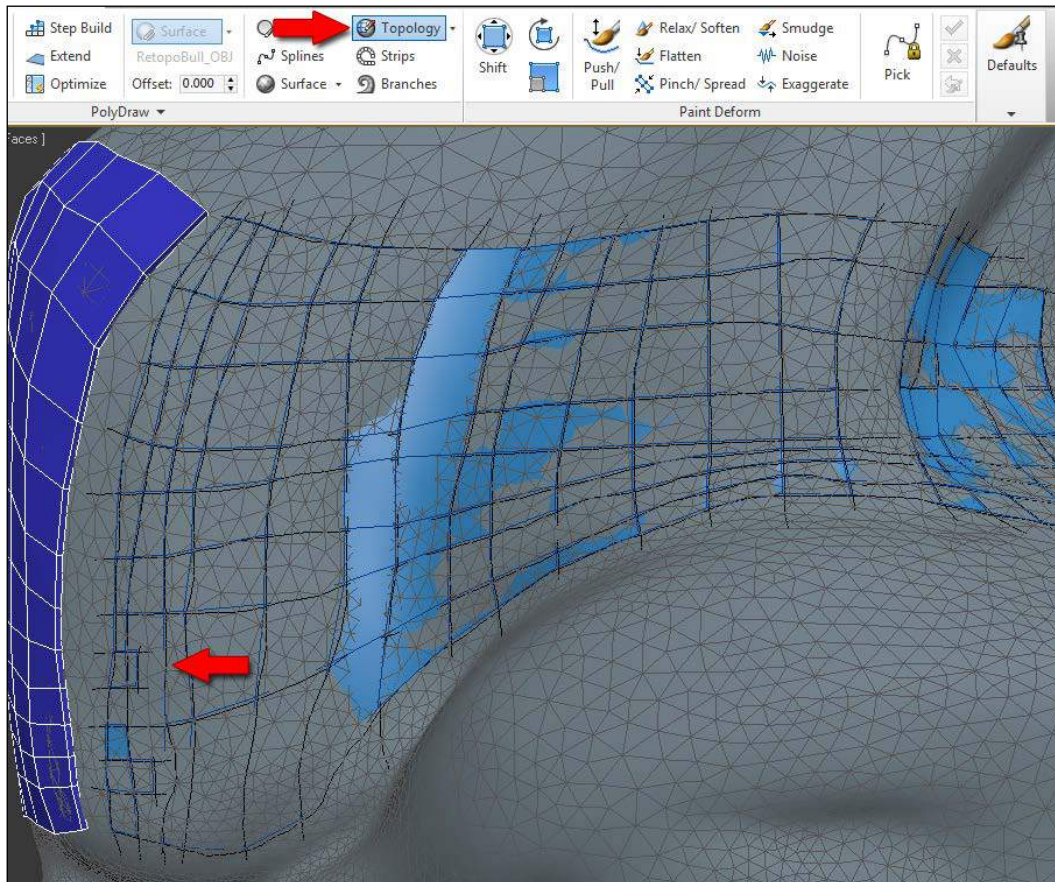 Step Build
Surface
Topology
Extend
RetopoBull_OBJ
Splines
Strips
Optimize
Offset: 0.000
Surface
Branches
PolyDraw
Shift
Push/
Pull
Relax/ Soften
Smudge
Flatten
Noise
Pinch/ Spread
Exaggerate
Pick
Paint Deform
Defaults
Faces ]